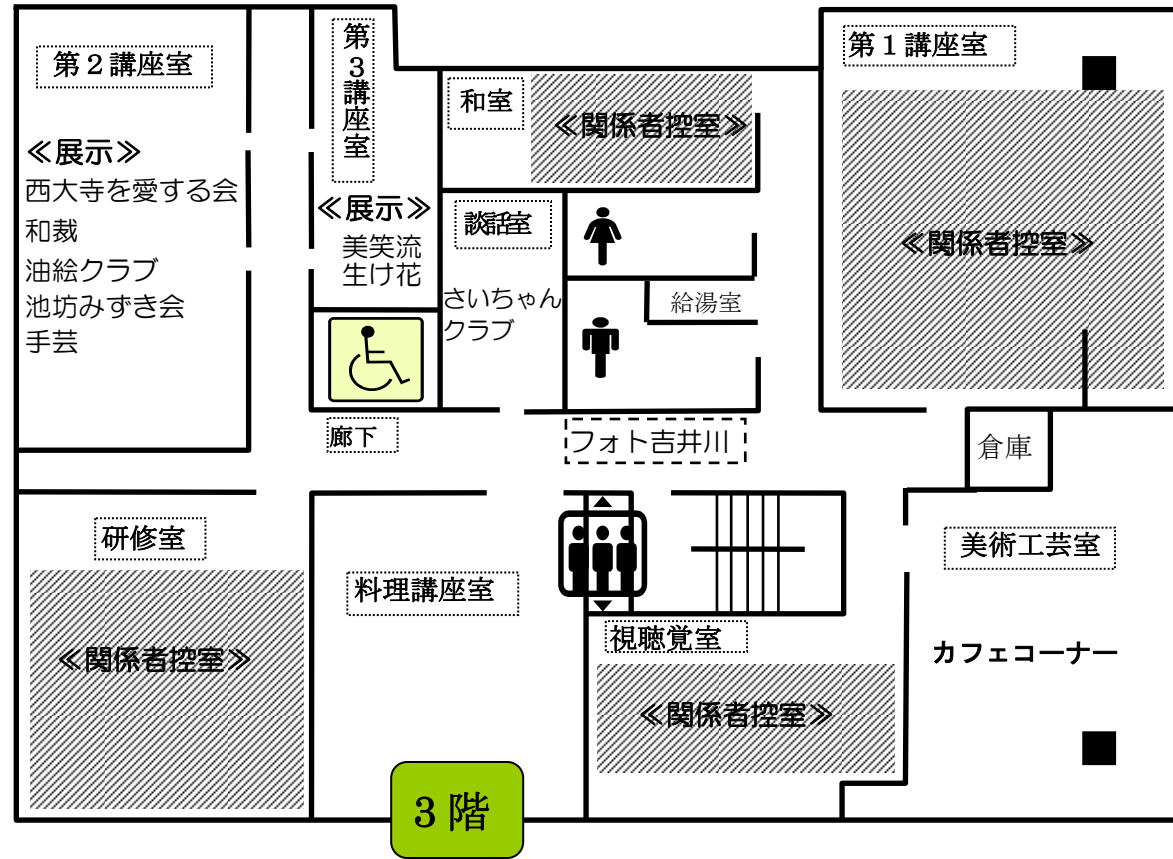 第２講座室
≪展示≫
西大寺を愛する会
和裁
油絵クラブ
池坊みずき会
手芸
第３講座室
≪展示≫
美笑流
生け花
和室
≪関係者控室≫
談話室
さいちゃん
クラブ
給湯室
第１講座室
≪関係者控室≫
廊下
フォト吉井川
倉庫
研修室
≪関係者控室≫
料理講座室
視聴覚室
≪関係者控室≫
美術工芸室
カフェコーナー
３階